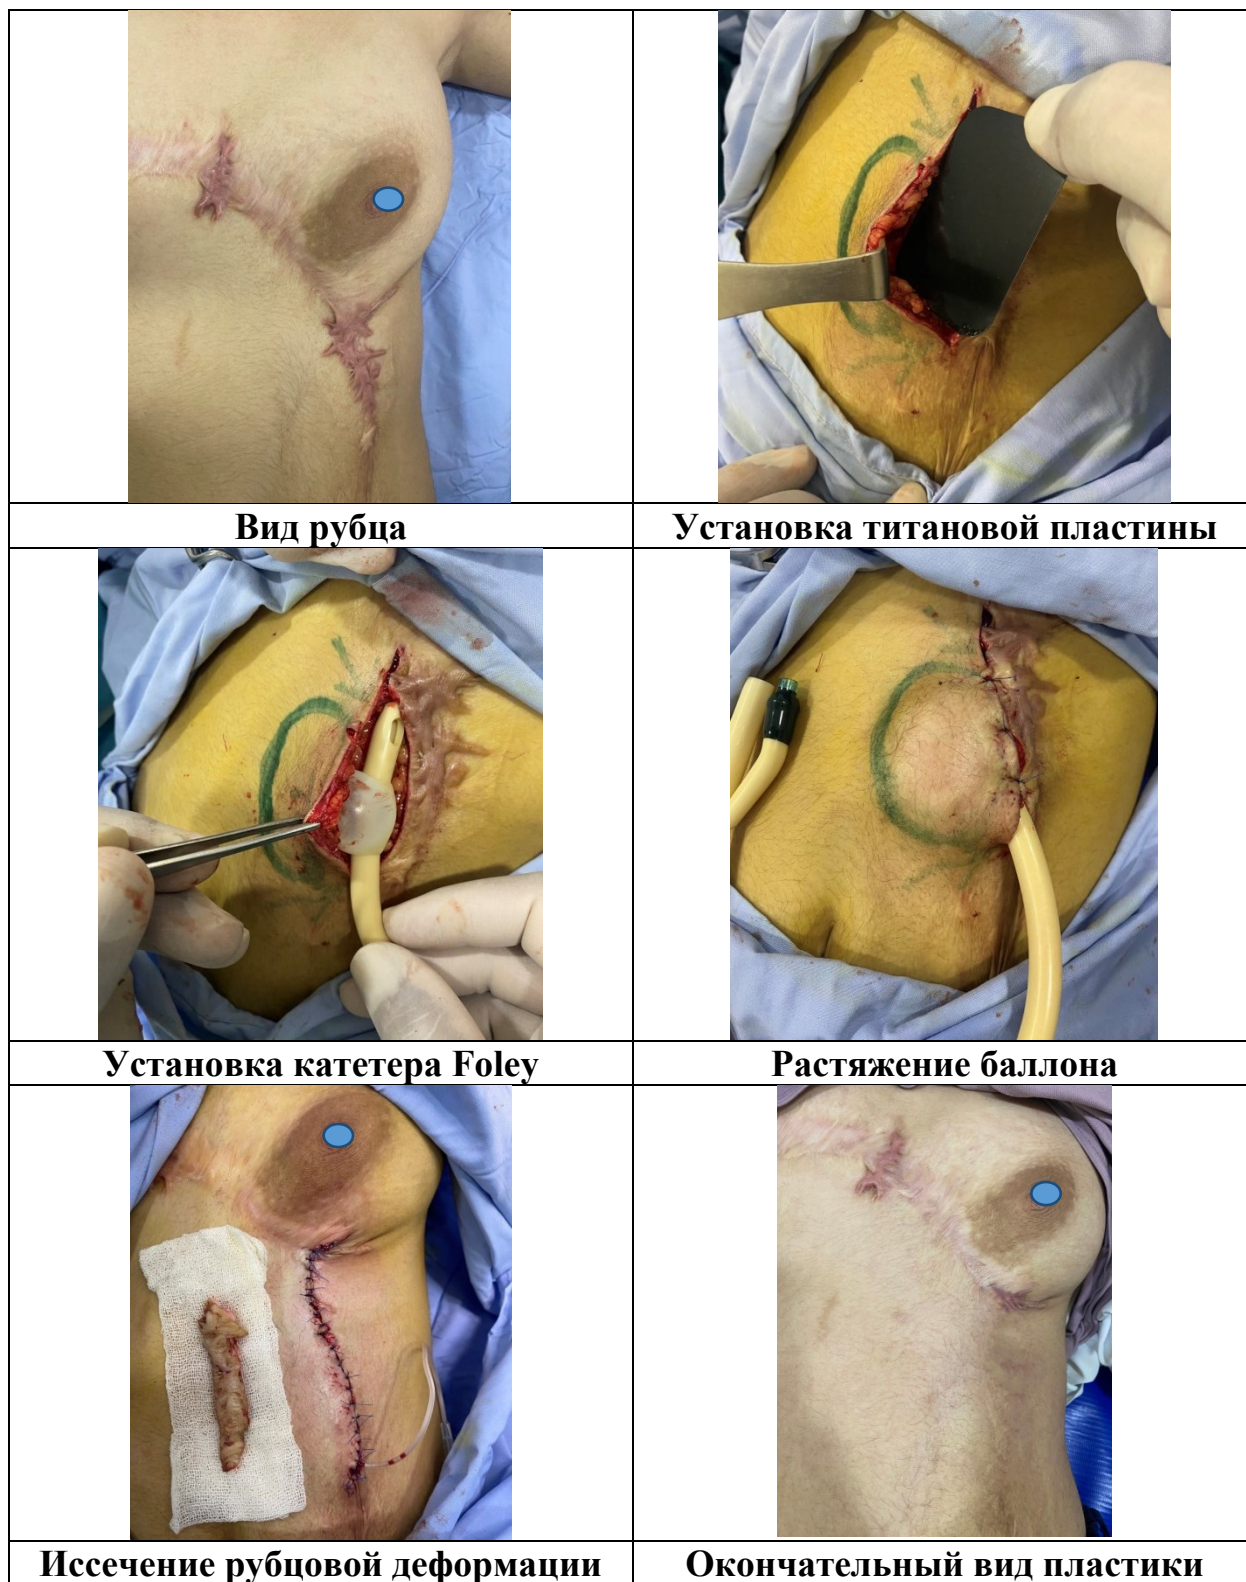 Вид рубца
Установка титановой пластины
Установка катетера Foley
Растяжение баллона
Иссечение рубцовой деформации
Окончательный вид пластики